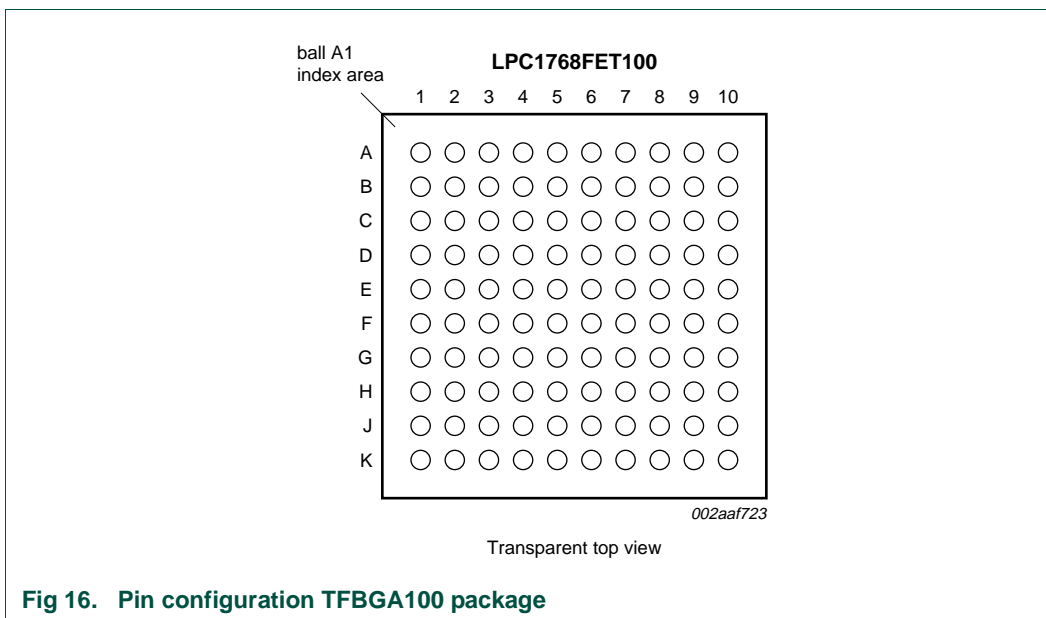 ball A1
index area
LPC1768FET100
1 2 3 4 5 6 7 8 9 10
A
B
C
D
E
F
G
H
J
K
002aaf723
Transparent top view
Fig 16. Pin configuration TFBGA100 package